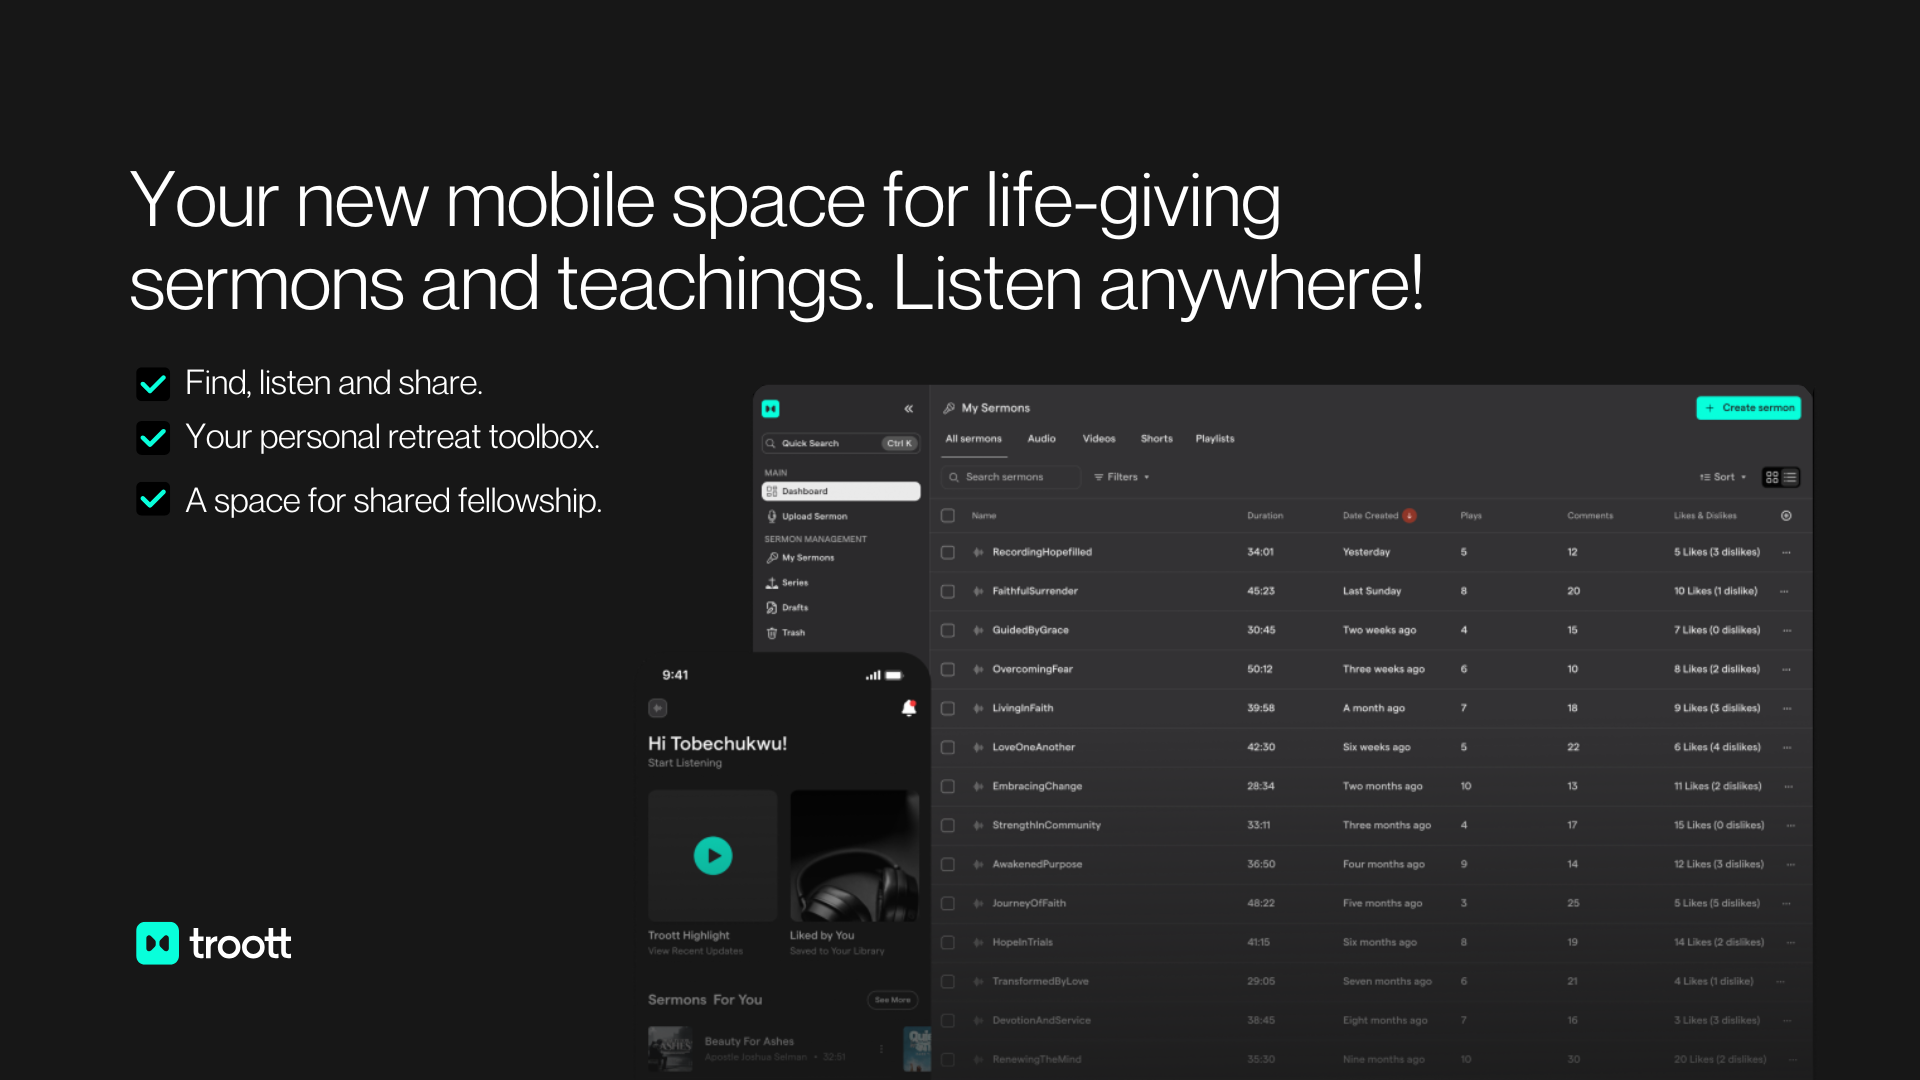 Your new mobile space for life-giving
sermons and teachings. Listen anywhere!
Find, listen and share.
Your personal retreat toolbox.
A space for shared fellowship.
troott
Quick Search Ctrl K
MAIN
Dashboard
Upload Sermon
SERMON MANAGEMENT
My Sermons
Series
Drafts
Trash
My Sermons
+ Create sermon
All sermons Audio Videos Shorts Playlists
Search sermons Filters Sort
Name Duration Date Created Plays Comments Likes & Dislikes
RecordingHopefilled 34:01 Yesterday 5 12 5 Likes (3 dislikes) ...
FaithfulSurrender 45:23 Last Sunday 8 20 10 Likes (1 dislike) ...
GuidedByGrace 30:45 Two weeks ago 4 15 7 Likes (0 dislikes) ...
OvercomingFear 50:12 Three weeks ago 6 10 8 Likes (2 dislikes) ...
LivingInFaith 39:58 A month ago 7 18 9 Likes (3 dislikes) ...
LoveOneAnother 42:30 Six weeks ago 5 22 6 Likes (4 dislikes) ...
EmbracingChange 28:34 Two months ago 10 13 11 Likes (2 dislikes) ...
StrengthInCommunity 33:11 Three months ago 4 17 15 Likes (0 dislikes) ...
AwakenedPurpose 36:50 Four months ago 9 14 12 Likes (3 dislikes) ...
JourneyOfFaith 48:22 Five months ago 3 25 5 Likes (5 dislikes) ...
HopeInTrials 41:15 Six months ago 8 19 14 Likes (2 dislikes) ...
TransformedByLove 29:05 Seven months ago 6 21 4 Likes (1 dislike) ...
DevotionAndService 38:45 Eight months ago 7 16 3 Likes (3 dislikes) ...
RenewingTheMind 35:30 Nine months ago 10 30 20 Likes (2 dislikes) ...
9:41
Hi Tobechukwu!
Start Listening
Troott Highlight
View Recent Updates
Liked by You
Saved to Your Library
Sermons For You See More
Beauty For Ashes
Apostle Joshua Selman • 32:51
ASHES